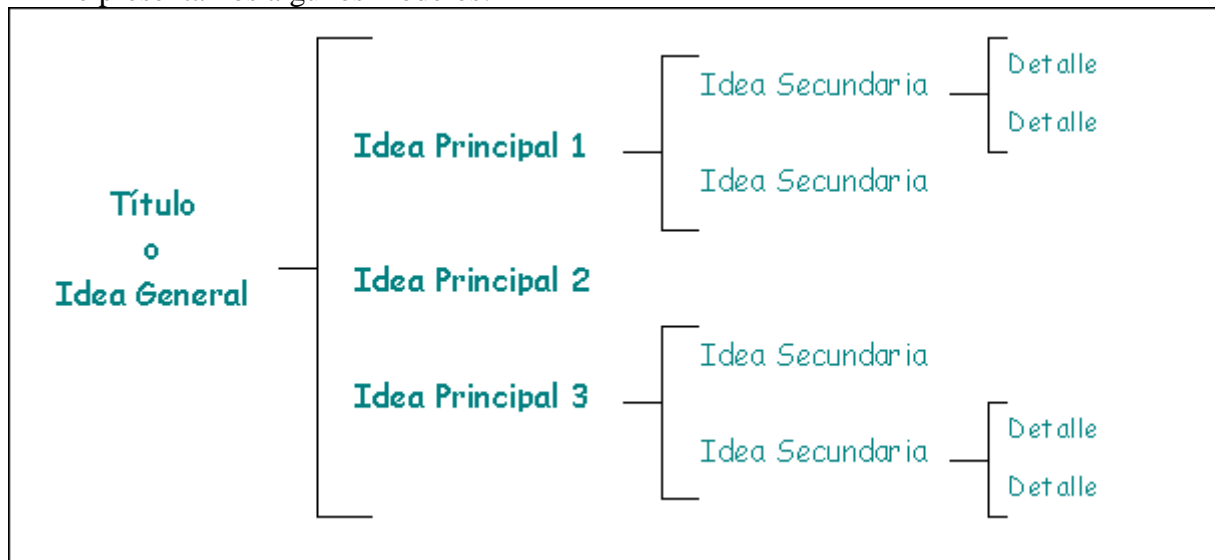 Título
o
Idea General
Idea Principal 1
Idea Secundaria
Detalle
Detalle
Idea Secundaria
Idea Principal 2
Idea Principal 3
Idea Secundaria
Idea Secundaria
Detalle
Detalle